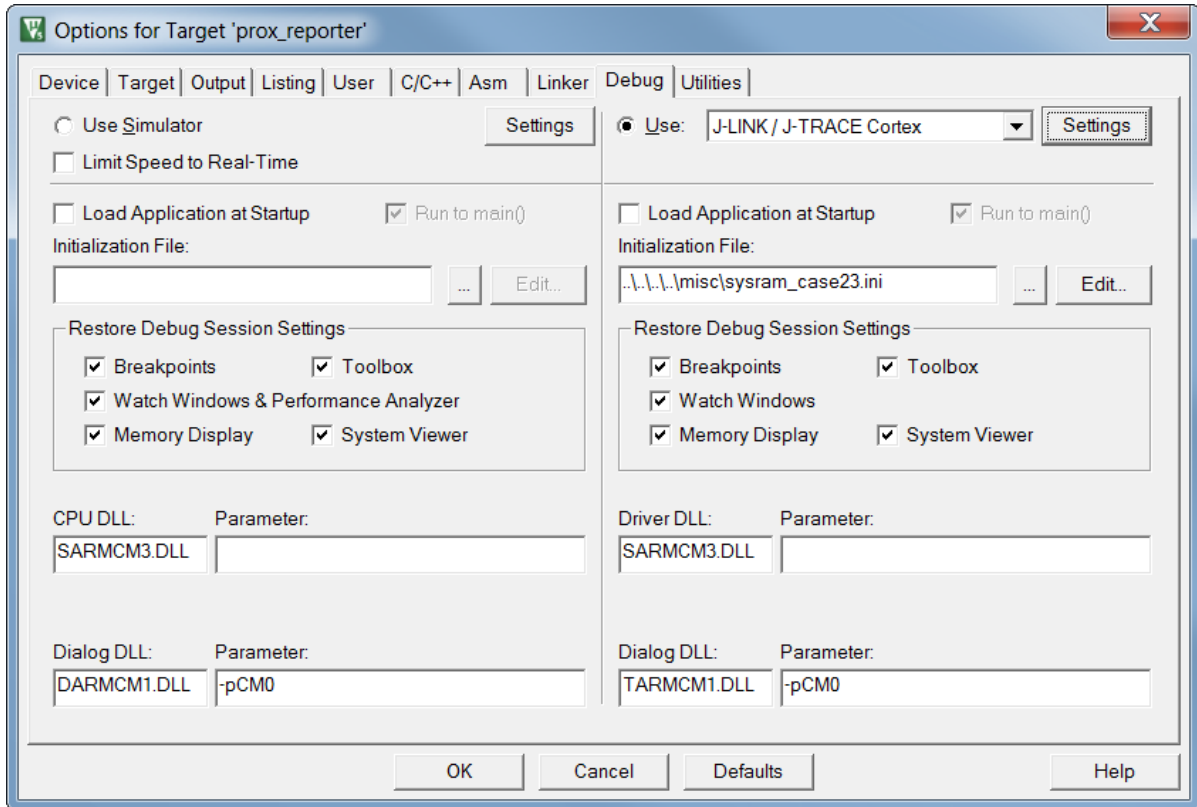 Options for Target 'prox_reporter'
Device Target Output Listing User C/C++ Asm Linker Debug Utilities
Use Simulator Settings
Limit Speed to Real-Time
Use: J-LINK / J-TRACE Cortex Settings
Load Application at Startup Run to main()
Initialization File:
... Edit...
Restore Debug Session Settings
Breakpoints Toolbox
Watch Windows & Performance Analyzer
Memory Display System Viewer
CPU DLL: Parameter:
SARMCM3.DLL
Dialog DLL: Parameter:
DARMCM1.DLL -pCM0
Load Application at Startup Run to main()
Initialization File:
..\..\..\..\misc\sysram_case23.ini ... Edit...
Restore Debug Session Settings
Breakpoints Toolbox
Watch Windows
Memory Display System Viewer
Driver DLL: Parameter:
SARMCM3.DLL
Dialog DLL: Parameter:
TARMCM1.DLL -pCM0
OK Cancel Defaults Help